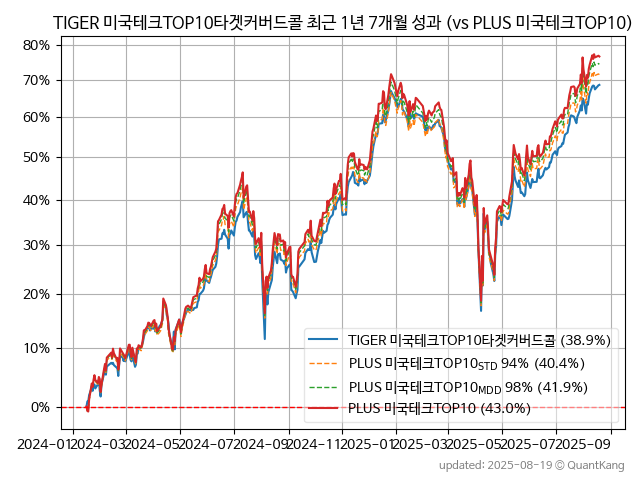 TIGER 미국테크TOP10타겟커버드콜 최근 1년 7개월 성과 (vs PLUS 미국테크TOP10)
80%
70%
60%
50%
40%
30%
20%
10%
0%
TIGER 미국테크TOP10타겟커버드콜 (38.9%)
PLUS 미국테크TOP10STD 94% (40.4%)
PLUS 미국테크TOP10MDD 98% (41.9%)
PLUS 미국테크TOP10 (43.0%)
2024-01 2024-03 2024-05 2024-07 2024-09 2024-11 2025-01 2025-03 2025-05 2025-07 2025-09
updated: 2025-08-19 © QuantKang